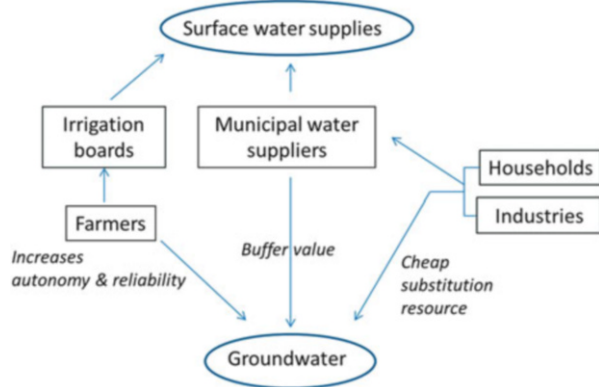 Surface water supplies
Irrigation
boards
Municipal water
suppliers
Households
Industries
Farmers
Increases
autonomy & reliability
Buffer value
Cheap
substitution
resource
Groundwater